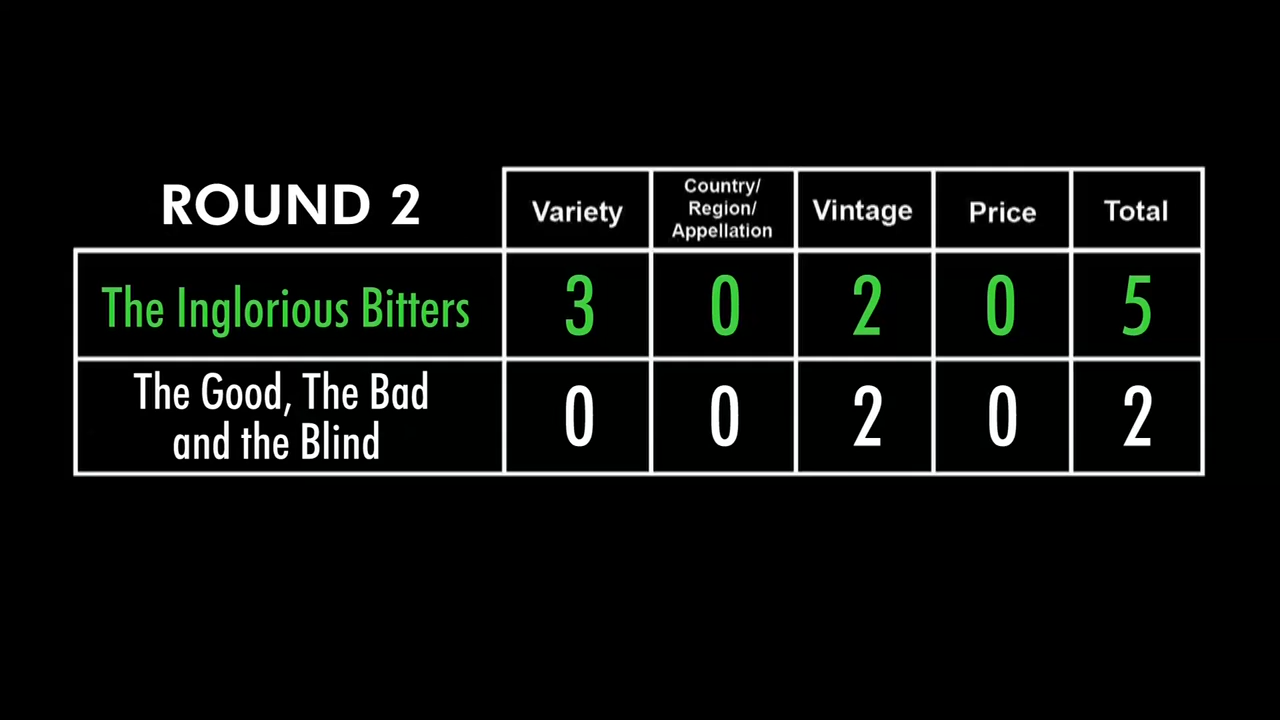 ROUND 2
Variety
Country/
Region/
Appellation
Vintage
Price
Total
The Inglorious Bitters
3
0
2
0
5
The Good, The Bad
and the Blind
0
0
2
0
2